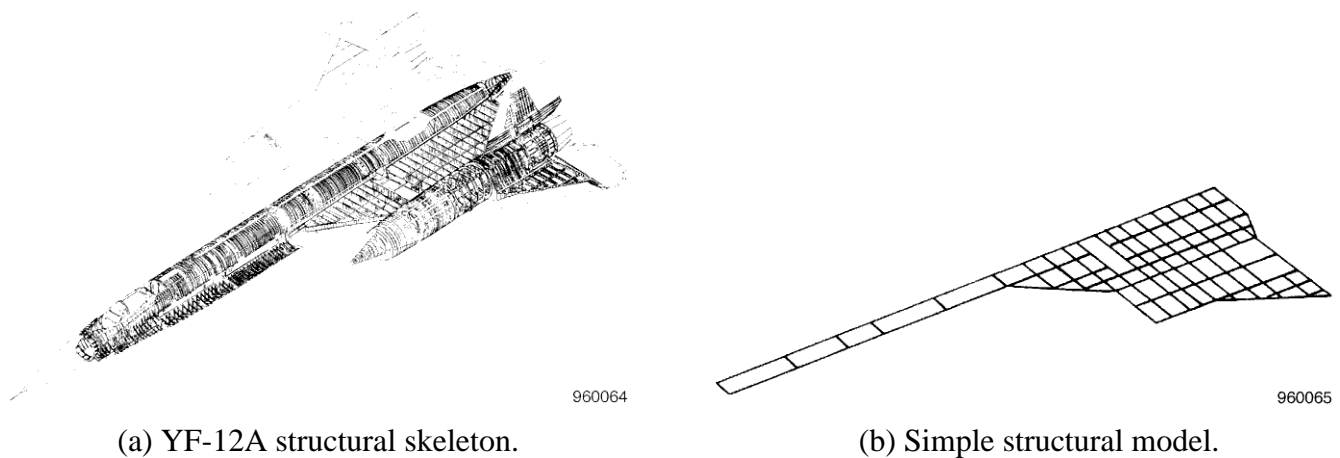 960064
960065
(a) YF-12A structural skeleton.
(b) Simple structural model.